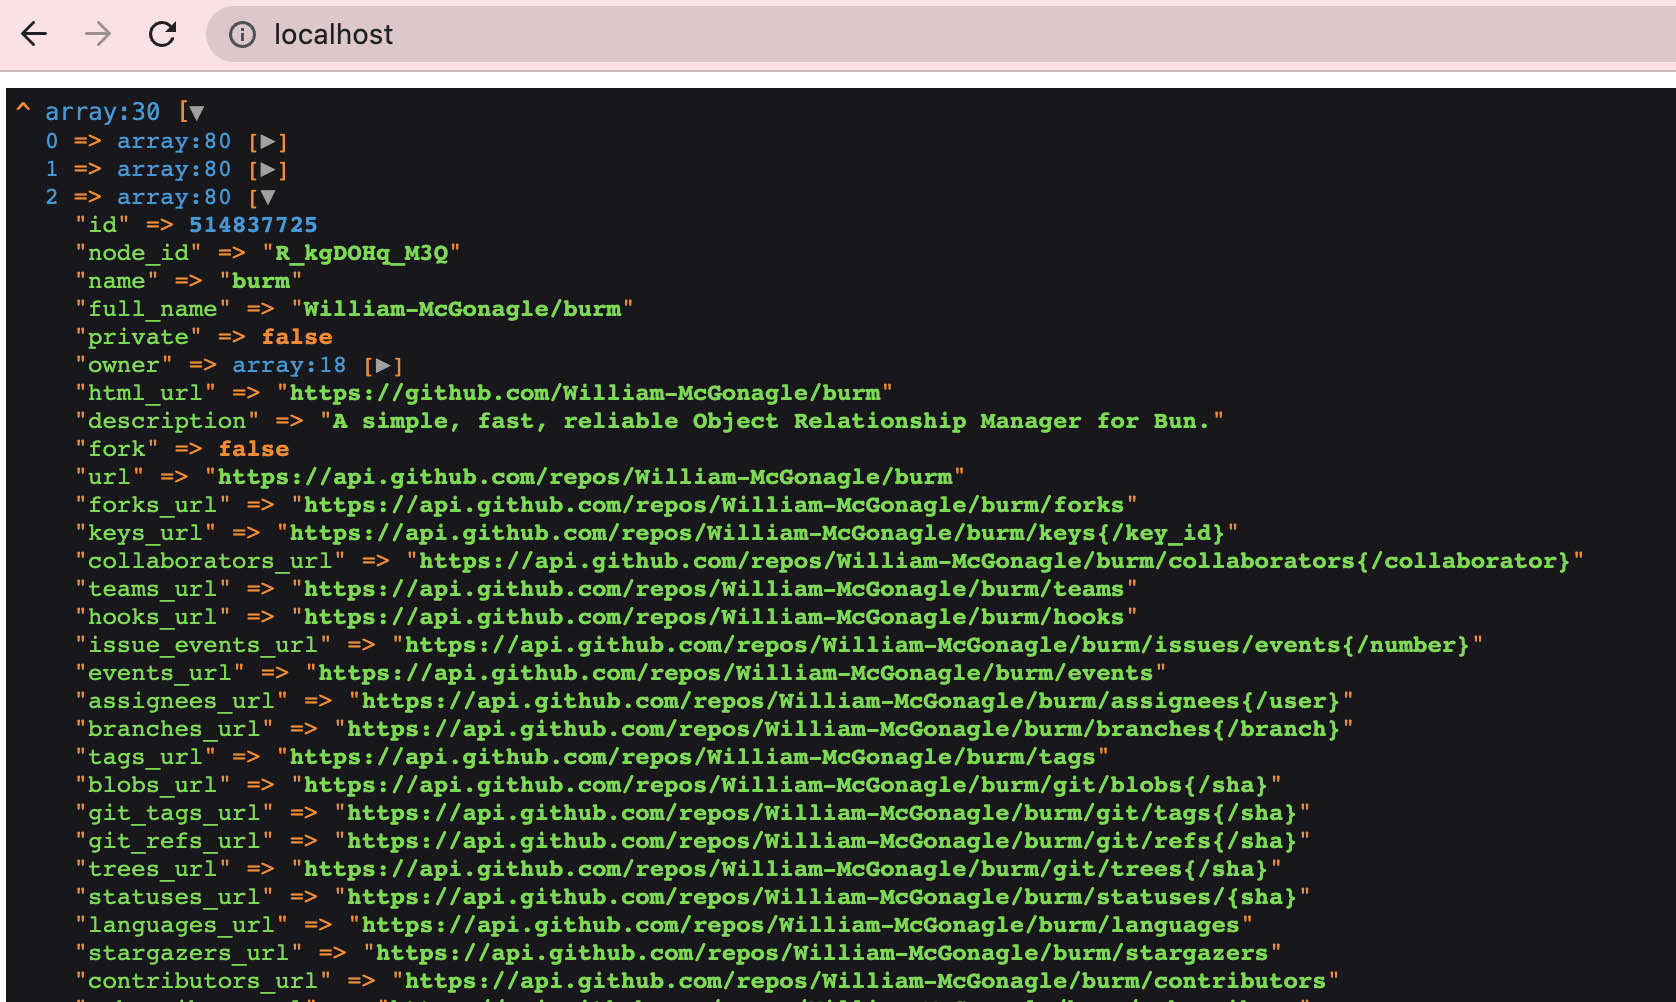 localhost
^ array:30 [▼
0 => array:80 [▶]
1 => array:80 [▶]
2 => array:80 [▼
"id" => 514837725
"node_id" => "R_kgDOHq_M3Q"
"name" => "burm"
"full_name" => "William-McGonagle/burm"
"private" => false
"owner" => array:18 [▶]
"html_url" => "https://github.com/William-McGonagle/burm"
"description" => "A simple, fast, reliable Object Relationship Manager for Bun."
"fork" => false
"url" => "https://api.github.com/repos/William-McGonagle/burm"
"forks_url" => "https://api.github.com/repos/William-McGonagle/burm/forks"
"keys_url" => "https://api.github.com/repos/William-McGonagle/burm/keys{/key_id}"
"collaborators_url" => "https://api.github.com/repos/William-McGonagle/burm/collaborators{/collaborator}"
"teams_url" => "https://api.github.com/repos/William-McGonagle/burm/teams"
"hooks_url" => "https://api.github.com/repos/William-McGonagle/burm/hooks"
"issue_events_url" => "https://api.github.com/repos/William-McGonagle/burm/issues/events{/number}"
"events_url" => "https://api.github.com/repos/William-McGonagle/burm/events"
"assignees_url" => "https://api.github.com/repos/William-McGonagle/burm/assignees{/user}"
"branches_url" => "https://api.github.com/repos/William-McGonagle/burm/branches{/branch}"
"tags_url" => "https://api.github.com/repos/William-McGonagle/burm/tags"
"blobs_url" => "https://api.github.com/repos/William-McGonagle/burm/git/blobs{/sha}"
"git_tags_url" => "https://api.github.com/repos/William-McGonagle/burm/git/tags{/sha}"
"git_refs_url" => "https://api.github.com/repos/William-McGonagle/burm/git/refs{/sha}"
"trees_url" => "https://api.github.com/repos/William-McGonagle/burm/git/trees{/sha}"
"statuses_url" => "https://api.github.com/repos/William-McGonagle/burm/statuses/{sha}"
"languages_url" => "https://api.github.com/repos/William-McGonagle/burm/languages"
"stargazers_url" => "https://api.github.com/repos/William-McGonagle/burm/stargazers"
"contributors_url" => "https://api.github.com/repos/William-McGonagle/burm/contributors"